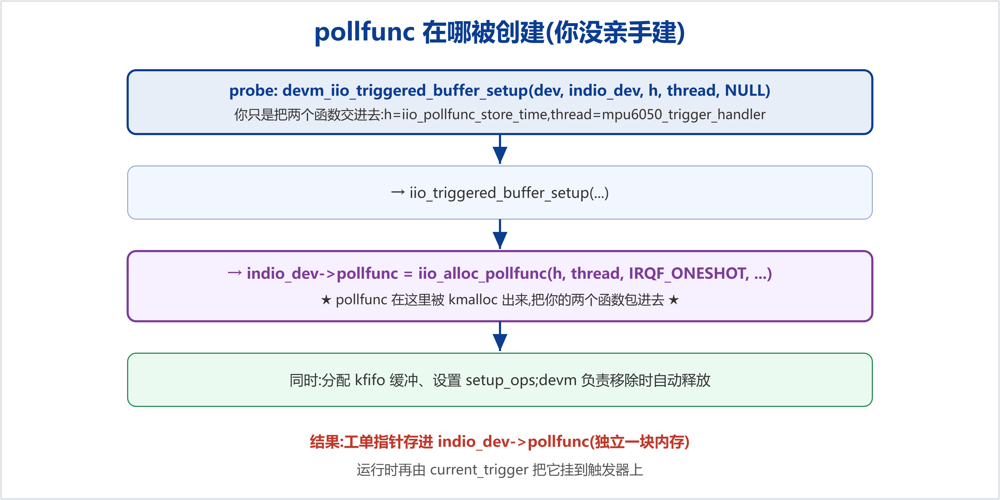 pollfunc 在哪被创建(你没亲手建)
probe: devm_iio_triggered_buffer_setup(dev, indio_dev, h, thread, NULL)
你只是把两个函数交进去:h=iio_pollfunc_store_time,thread=mpu6050_trigger_handler
→ iio_triggered_buffer_setup(...)
→ indio_dev->pollfunc = iio_alloc_pollfunc(h, thread, IRQF_ONESHOT, ...)
★ pollfunc 在这里被 kmalloc 出来,把你的两个函数包进去 ★
同时:分配 kfifo 缓冲、设置 setup_ops;devm 负责移除时自动释放
结果:工单指针存进 indio_dev->pollfunc(独立一块内存)
运行时再由 current_trigger 把它挂到触发器上